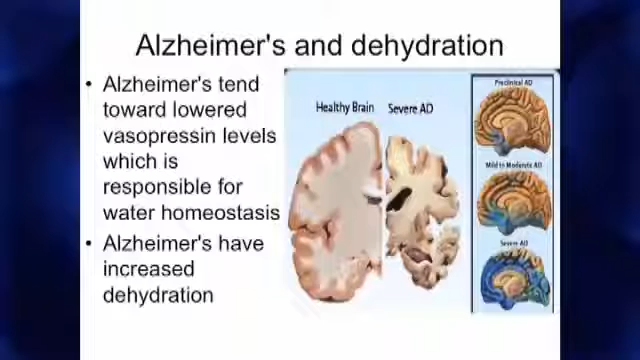 Alzheimer's and dehydration
• Alzheimer's tend
toward lowered
vasopressin levels
which is
responsible for
water homeostasis
• Alzheimer's have
increased
dehydration
Healthy Brain
Severe AD
Preclinical AD
Mild to Moderate AD
Severe AD